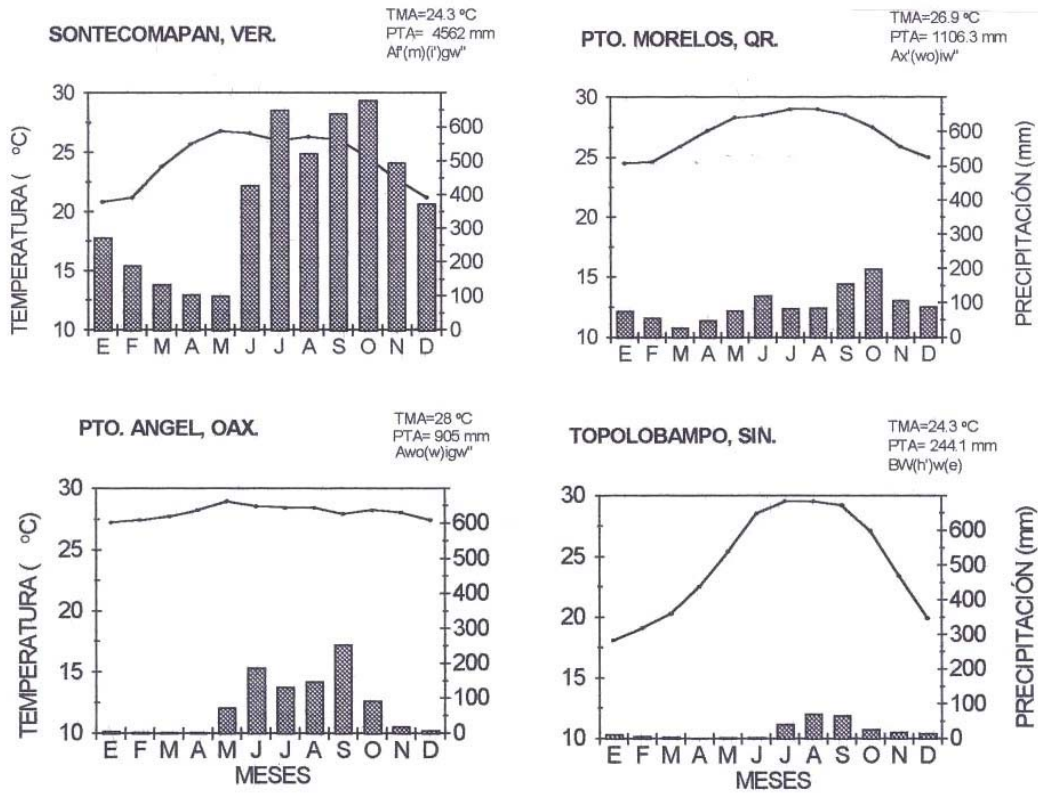 SONTECOMAPAN, VER.
TMA=24.3 ºC
PTA= 4562 mm
Af'(m)(i')gw"
TEMPERATURA ( ºC)
30
25
20
15
10
600
500
400
300
200
100
0
E F M A M J J A S O N D
PTO. MORELOS, QR.
TMA=26.9 ºC
PTA= 1106.3 mm
Ax'(wo)iw"
30
25
20
15
10
600
500
400
300
200
100
0
PRECIPITACIÓN (mm)
E F M A M J J A S O N D
PTO. ANGEL, OAX.
TMA=28 ºC
PTA= 905 mm
Awo(w)igw"
TEMPERATURA ( ºC)
30
25
20
15
10
600
500
400
300
200
100
0
E F M A M J J A S O N D
MESES
TOPOLOBAMPO, SIN.
TMA=24.3 ºC
PTA= 244.1 mm
BW(h')w(e)
30
25
20
15
10
600
500
400
300
200
100
0
PRECIPITACIÓN (mm)
E F M A M J J A S O N D
MESES